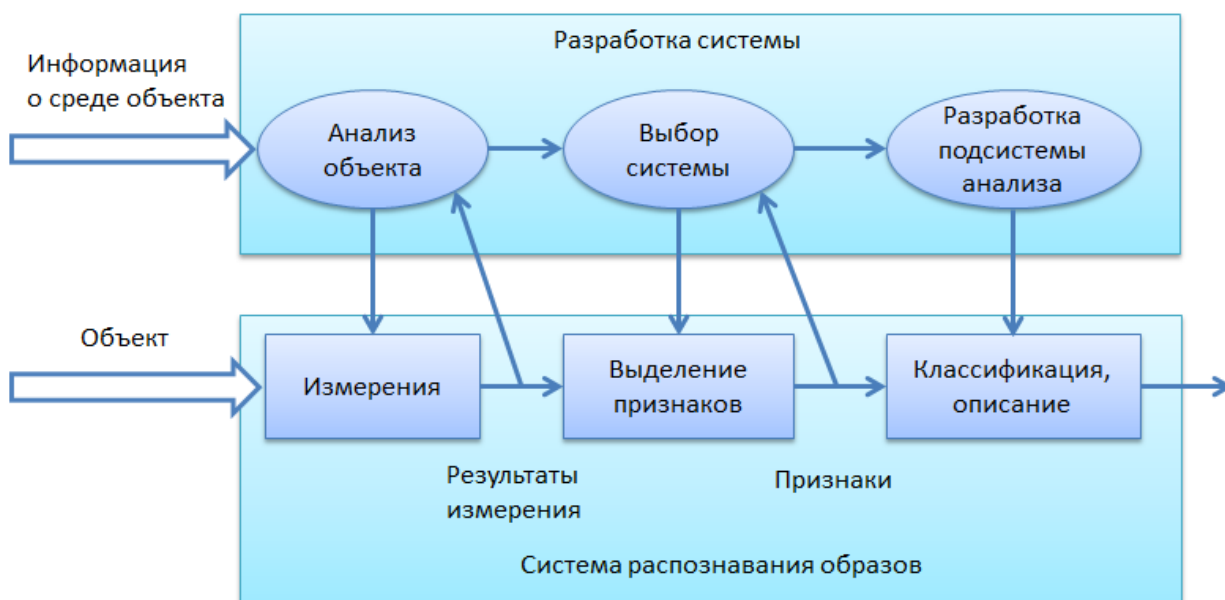 Разработка системы
Информация
о среде объекта
Анализ
объекта
Выбор
системы
Разработка
подсистемы
анализа
Объект
Измерения
Выделение
признаков
Классификация,
описание
Результаты
измерения
Признаки
Система распознавания образов